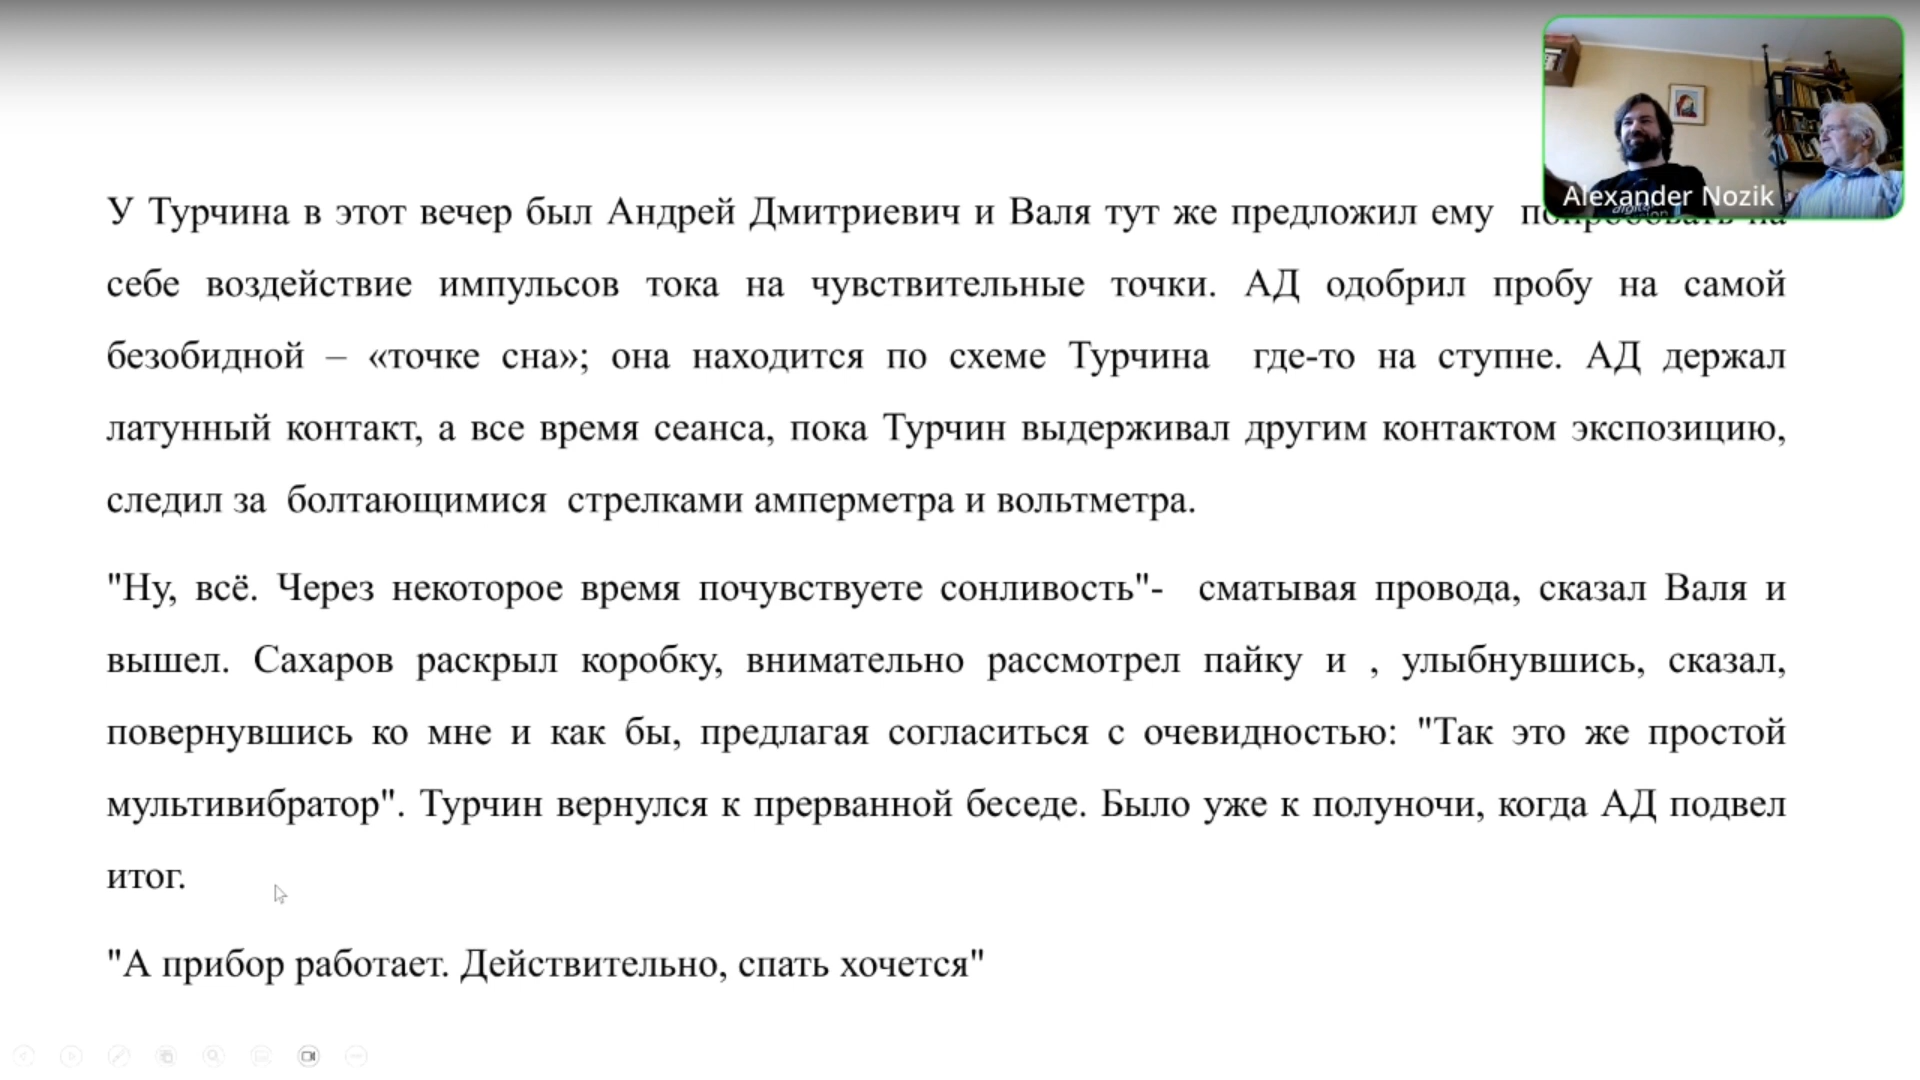 Alexander Nozik
У Турчина в этот вечер был Андрей Дмитриевич и Валя тут же предложил ему попробовать на
себе воздействие импульсов тока на чувствительные точки. АД одобрил пробу на самой
безобидной – «точке сна»; она находится по схеме Турчина где-то на ступне. АД держал
латунный контакт, а все время сеанса, пока Турчин выдерживал другим контактом экспозицию,
следил за болтающимися стрелками амперметра и вольтметра.
"Ну, всё. Через некоторое время почувствуете сонливость"- сматывая провода, сказал Валя и
вышел. Сахаров раскрыл коробку, внимательно рассмотрел пайку и , улыбнувшись, сказал,
повернувшись ко мне и как бы, предлагая согласиться с очевидностью: "Так это же простой
мультивибратор". Турчин вернулся к прерванной беседе. Было уже к полуночи, когда АД подвел
итог.
"А прибор работает. Действительно, спать хочется"